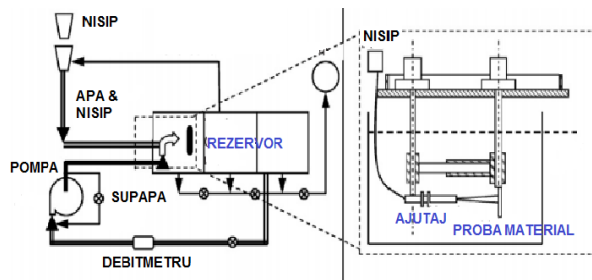 NISIP
APA &
NISIP
REZERVOR
POMPA
SUPAPA
DEBITMETRU
NISIP
AJUTAJ
PROBA MATERIAL